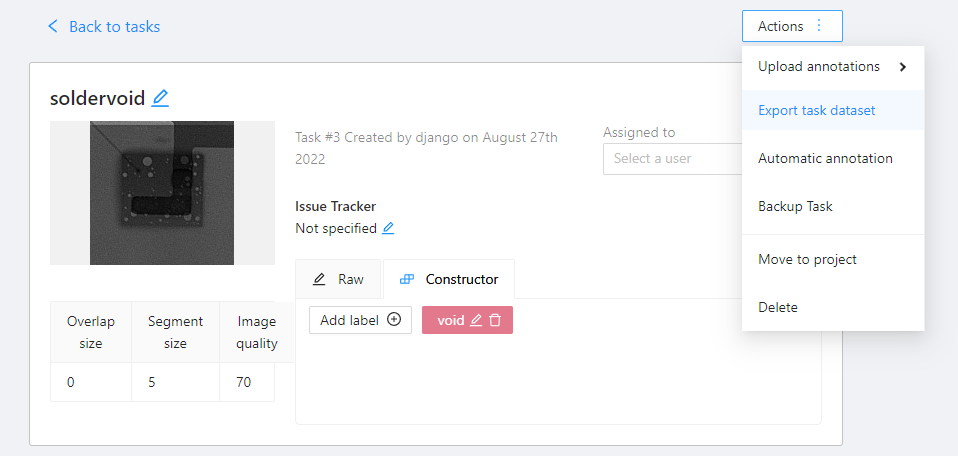 Back to tasks
Actions
Upload annotations
Export task dataset
Automatic annotation
Backup Task
Move to project
Delete
soldervoid
Task #3 Created by django on August 27th
2022
Assigned to
Select a user
Issue Tracker
Not specified
Raw
Constructor
Add label
void
Overlap size
Segment size
Image quality
0
5
70